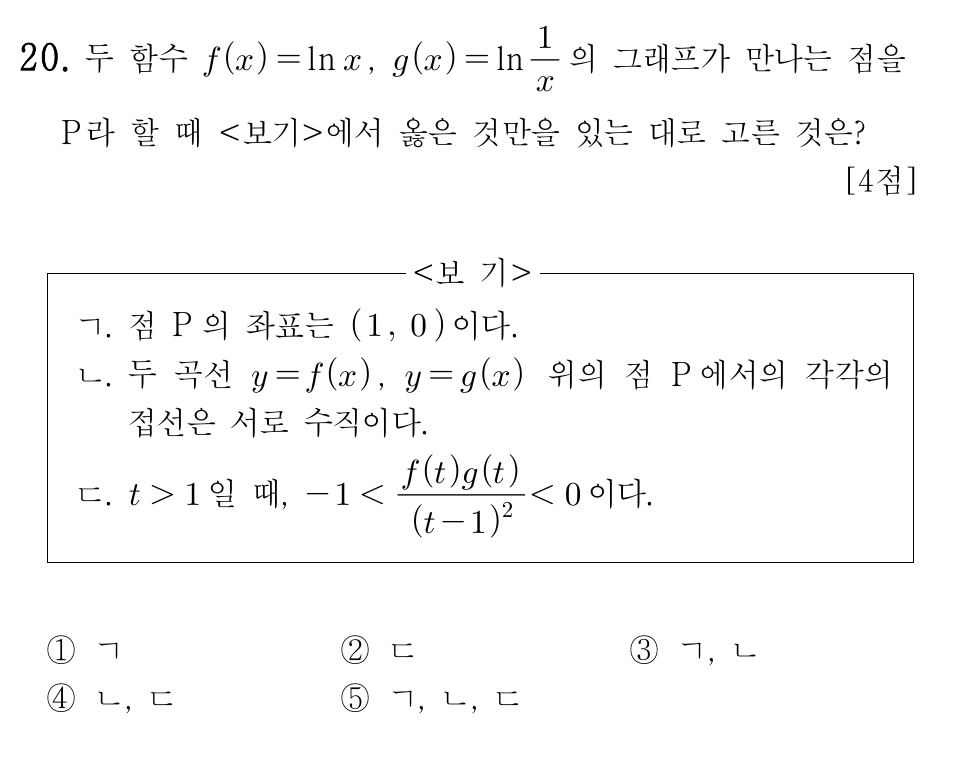 20. 두 함수 f(x)=ln x, g(x)=ln 1/x 의 그래프가 만나는 점을
P라 할 때 <보기>에서 옳은 것만을 있는 대로 고른 것은?
[4점]
<보 기>
ㄱ. 점 P의 좌표는 (1, 0)이다.
ㄴ. 두 곡선 y=f(x), y=g(x) 위의 점 P에서의 각각의
접선은 서로 수직이다.
ㄷ. t>1일 때, -1 < f(t)g(t)/(t-1)² < 0이다.
① ㄱ ② ㄷ ③ ㄱ, ㄴ
④ ㄴ, ㄷ ⑤ ㄱ, ㄴ, ㄷ